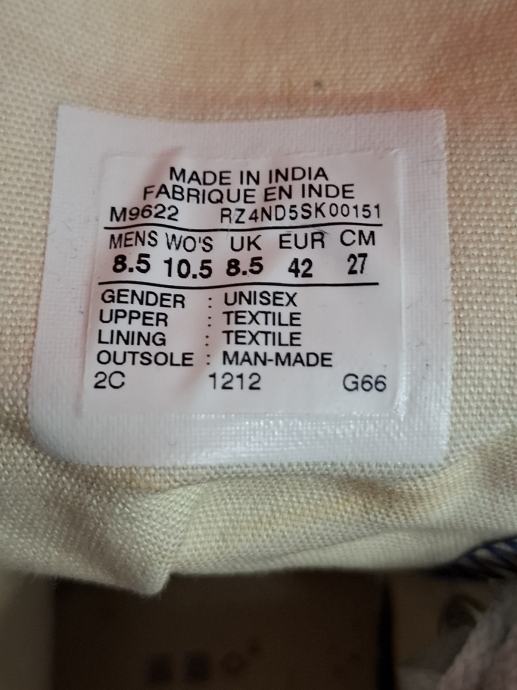 MADE IN INDIA
FABRIQUE EN INDE
M9622 RZ4ND5SK00151
MENS WO'S UK EUR CM
8.5 10.5 8.5 42 27
GENDER : UNISEX
UPPER : TEXTILE
LINING : TEXTILE
OUTSOLE : MAN-MADE
2C 1212 G66